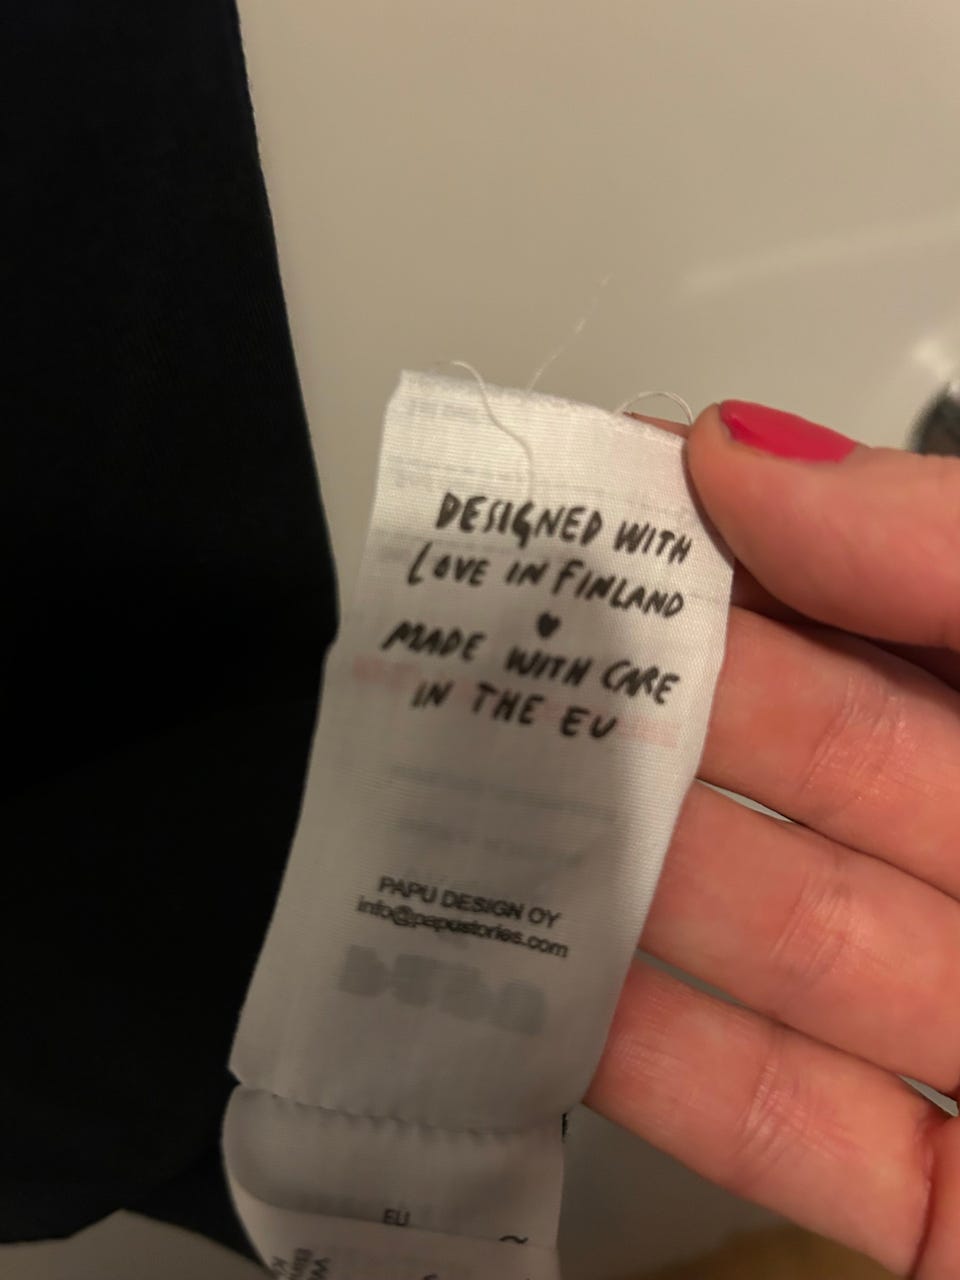 DESIGNED WITH
LOVE IN FINLAND
♥
MADE WITH CARE
IN THE EU
PAPU DESIGN OY
info@papustories.com
EU